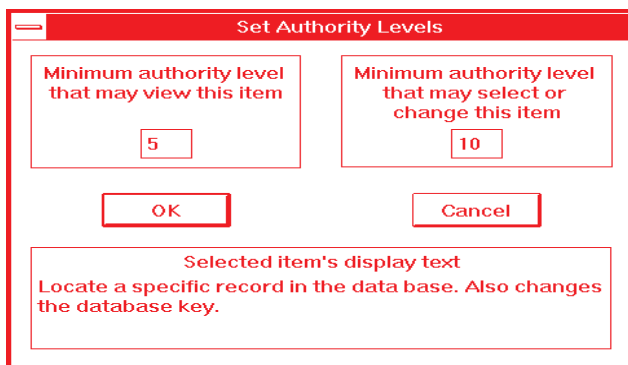 Set Authority Levels
Minimum authority level
that may view this item
5
Minimum authority level
that may select or
change this item
10
OK
Cancel
Selected item's display text
Locate a specific record in the data base. Also changes
the database key.